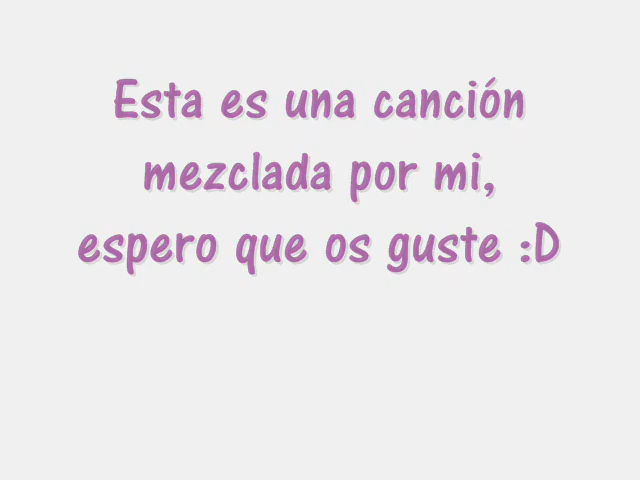 Esta es una canción
mezclada por mi,
espero que os guste :D